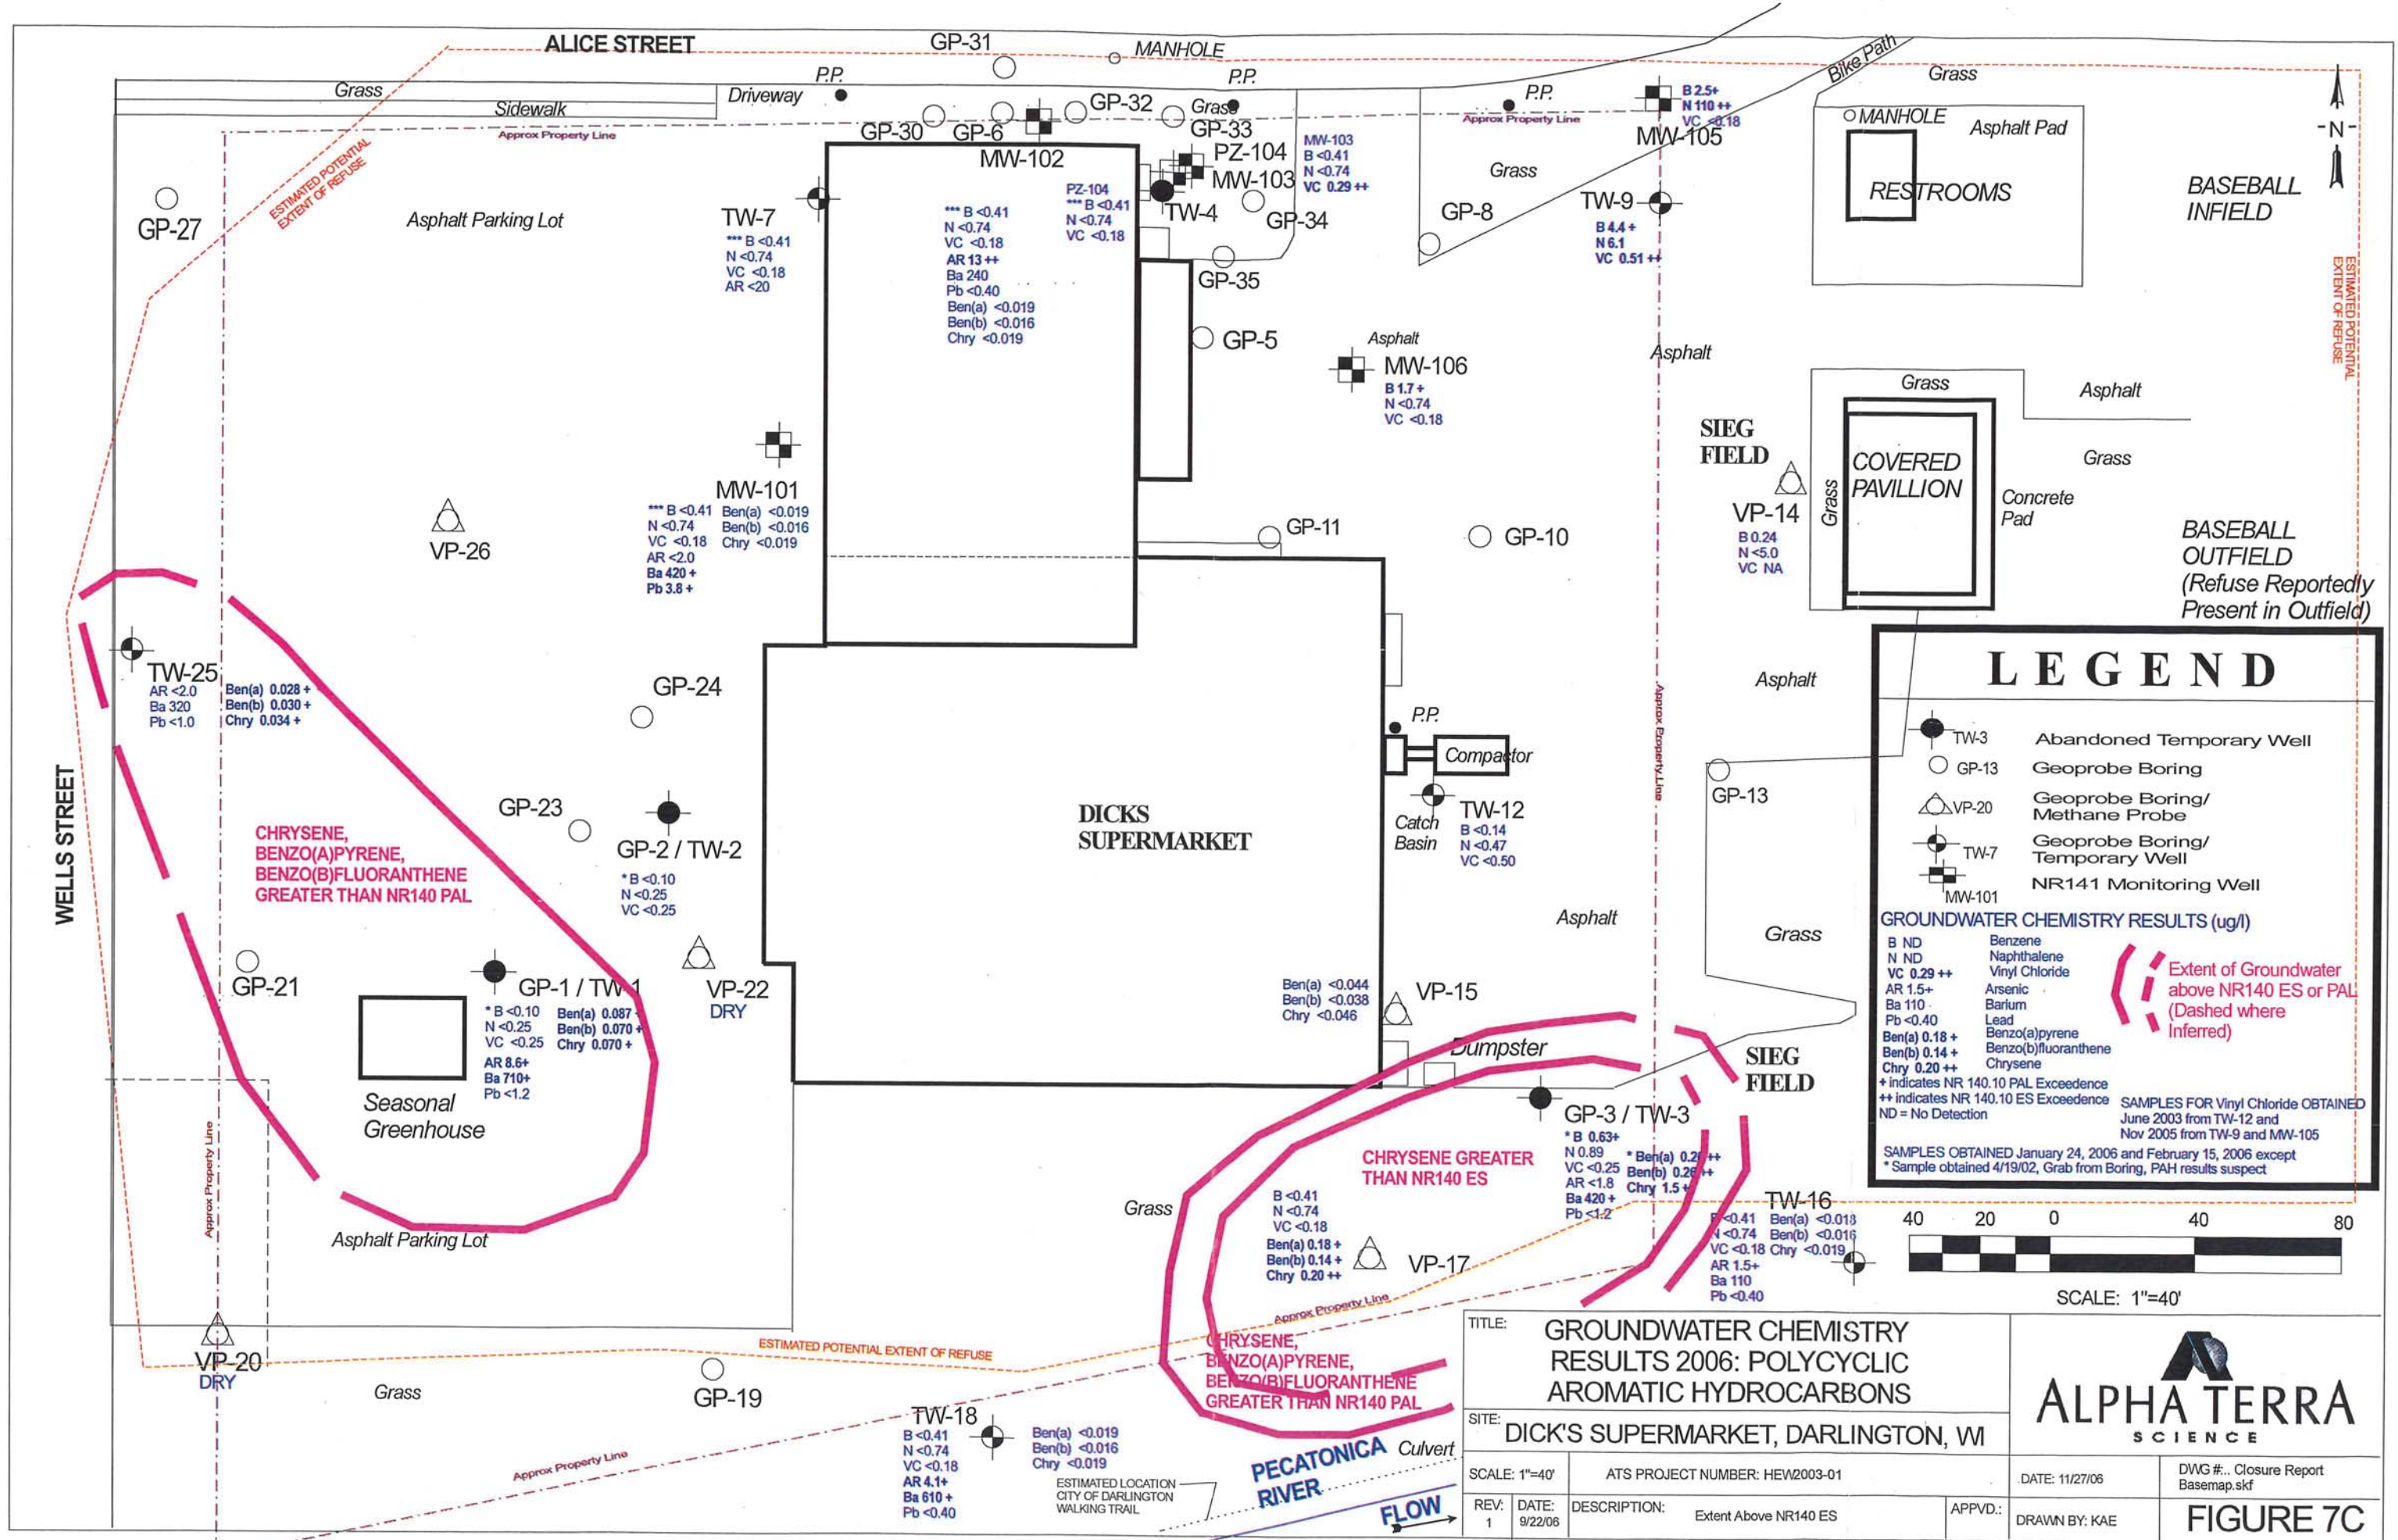 ALICE STREET
GP-31
MANHOLE
P.P.
P.P.
Bike Path
Grass
Grass
Sidewalk
Driveway
GP-32
Grass
P.P.
B 2.5+
N 110 ++
VC <0.18
MW-105
MANHOLE
Asphalt Pad
-N-
Approx Property Line
GP-30
GP-6
GP-33
Approx Property Line
MW-102
PZ-104
MW-103
MW-103
B <0.41
N <0.74
VC 0.29 ++
ESTIMATED POTENTIAL
EXTENT OF REFUSE
Grass
RESTROOMS
BASEBALL
INFIELD
GP-27
Asphalt Parking Lot
TW-7
*** B <0.41
N <0.74
VC <0.18
AR <20
*** B <0.41
N <0.74
VC <0.18
AR 13 ++
Ba 240
Pb <0.40
Ben(a) <0.019
Ben(b) <0.016
Chry <0.019
PZ-104
*** B <0.41
N <0.74
VC <0.18
TW-4
GP-34
GP-8
TW-9
B 4.4 +
N 6.1
VC 0.51 ++
GP-35
ESTIMATED POTENTIAL
EXTENT OF REFUSE
GP-5
Asphalt
MW-106
B 1.7 +
N <0.74
VC <0.18
Asphalt
Grass
Asphalt
SIEG
FIELD
COVERED
PAVILLION
Grass
Grass
Concrete
Pad
VP-14
B 0.24
N <5.0
VC NA
MW-101
*** B <0.41 Ben(a) <0.019
N <0.74 Ben(b) <0.016
VC <0.18 Chry <0.019
AR <2.0
Ba 420 +
Pb 3.8 +
VP-26
GP-11
GP-10
BASEBALL
OUTFIELD
(Refuse Reportedly
Present in Outfield)
TW-25
AR <2.0 Ben(a) 0.028 +
Ba 320 Ben(b) 0.030 +
Pb <1.0 Chry 0.034 +
GP-24
Asphalt
P.P.
Compactor
Approx Property Line
GP-13
WELLS STREET
GP-23
GP-2 / TW-2
* B <0.10
N <0.25
VC <0.25
CHRYSENE,
BENZO(A)PYRENE,
BENZO(B)FLUORANTHENE
GREATER THAN NR140 PAL
DICKS
SUPERMARKET
Catch
Basin
TW-12
B <0.14
N <0.47
VC <0.50
Asphalt
Grass
GP-21
GP-1 / TW-1
* B <0.10 Ben(a) 0.087
N <0.25 Ben(b) 0.070 +
VC <0.25 Chry 0.070 +
AR 8.6+
Ba 710+
Pb <1.2
VP-22
DRY
Ben(a) <0.044
Ben(b) <0.038
Chry <0.046
VP-15
Dumpster
SIEG
FIELD
Seasonal
Greenhouse
Approx Property Line
Asphalt Parking Lot
GP-3 / TW-3
* B 0.63+
N 0.89
VC <0.25
AR <1.8
Ba 420 +
Pb <1.2
Ben(b) 0.26 ++
Chry 1.5 +
CHRYSENE GREATER
THAN NR140 ES
Grass
B <0.41
N <0.74
VC <0.18
Ben(a) 0.18 +
Ben(b) 0.14 +
Chry 0.20 ++
VP-17
TW-16
B <0.41 Ben(a) <0.018
N <0.74 Ben(b) <0.016
VC <0.18 Chry <0.019
AR 1.5+
Ba 110
Pb <0.40
Approx Property Line
CHRYSENE,
BENZO(A)PYRENE,
BENZO(B)FLUORANTHENE
GREATER THAN NR140 PAL
VP-20
DRY
ESTIMATED POTENTIAL EXTENT OF REFUSE
Grass
GP-19
Approx Property Line
TW-18
B <0.41
N <0.74
VC <0.18
AR 4.1+
Ba 610 +
Pb <0.40
Ben(a) <0.019
Ben(b) <0.016
Chry <0.019
ESTIMATED LOCATION
CITY OF DARLINGTON
WALKING TRAIL
PECATONICA
RIVER
Culvert
FLOW
LEGEND
TW-3 Abandoned Temporary Well
GP-13 Geoprobe Boring
VP-20 Geoprobe Boring/
Methane Probe
TW-7 Geoprobe Boring/
Temporary Well
MW-101 NR141 Monitoring Well
GROUNDWATER CHEMISTRY RESULTS (ug/l)
B ND Benzene
N ND Naphthalene
VC 0.29 ++ Vinyl Chloride
AR 1.5+ Arsenic
Ba 110 Barium
Pb <0.40 Lead
Ben(a) 0.18 + Benzo(a)pyrene
Ben(b) 0.14 + Benzo(b)fluoranthene
Chry 0.20 ++ Chrysene
Extent of Groundwater
above NR140 ES or PAL
(Dashed where
Inferred)
+ indicates NR 140.10 PAL Exceedence
++ indicates NR 140.10 ES Exceedence
ND = No Detection
SAMPLES FOR Vinyl Chloride OBTAINED
June 2003 from TW-12 and
Nov 2005 from TW-9 and MW-105
SAMPLES OBTAINED January 24, 2006 and February 15, 2006 except
* Sample obtained 4/19/02, Grab from Boring, PAH results suspect
40 20 0 40 80
SCALE: 1"=40'
TITLE: GROUNDWATER CHEMISTRY
RESULTS 2006: POLYCYCLIC
AROMATIC HYDROCARBONS
SITE: DICK'S SUPERMARKET, DARLINGTON, WI
SCALE: 1"=40'
ATS PROJECT NUMBER: HEW2003-01
REV: 1
DATE: 9/22/06
DESCRIPTION: Extent Above NR140 ES
APPVD.:
ALPHA TERRA
SCIENCE
DATE: 11/27/06
DWG #:.. Closure Report
Basemap.skf
DRAWN BY: KAE
FIGURE 7C